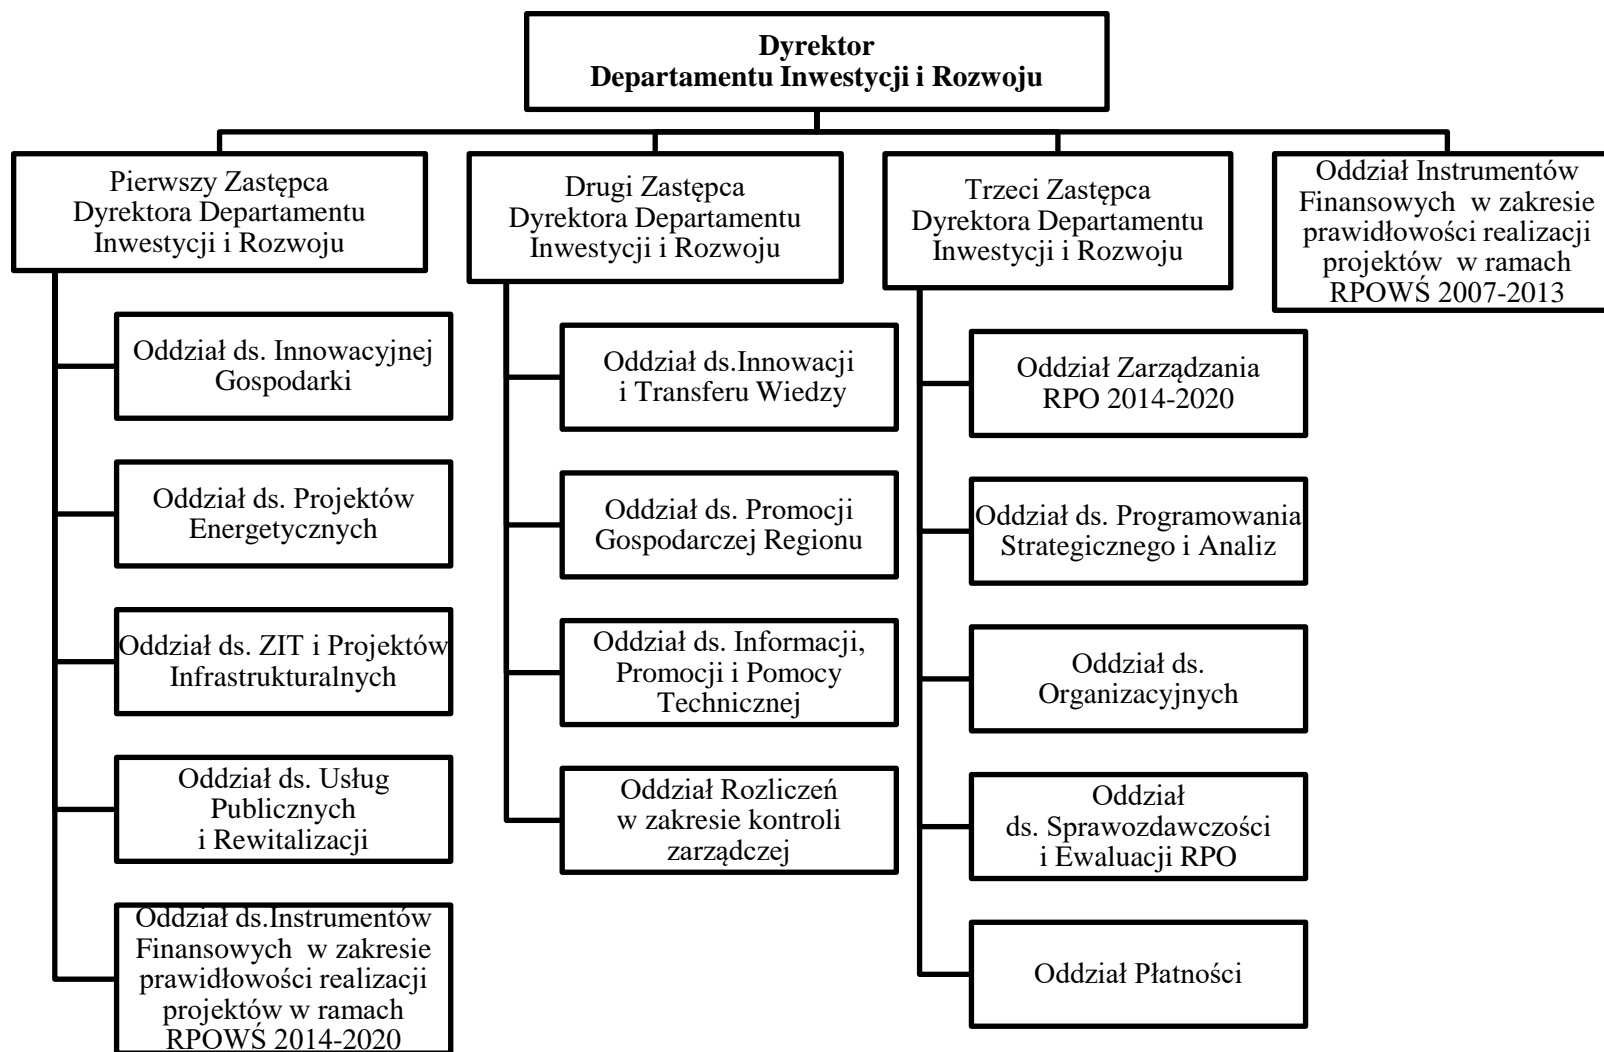 Dyrektor
Departamentu Inwestycji i Rozwoju
Pierwszy Zastępca
Dyrektora Departamentu
Inwestycji i Rozwoju
Oddział ds. Innowacyjnej
Gospodarki
Oddział ds. Projektów
Energetycznych
Oddział ds. ZIT i Projektów
Infrastrukturalnych
Oddział ds. Usług
Publicznych
i Rewitalizacji
Oddział ds.Instrumentów
Finansowych  w zakresie
prawidłowości realizacji
projektów w ramach
RPOWŚ 2014-2020
Drugi Zastępca
Dyrektora Departamentu
Inwestycji i Rozwoju
Oddział ds.Innowacji
i Transferu Wiedzy
Oddział ds. Promocji
Gospodarczej Regionu
Oddział ds. Informacji,
Promocji i Pomocy
Technicznej
Oddział Rozliczeń
w zakresie kontroli
zarządczej
Trzeci Zastępca
Dyrektora Departamentu
Inwestycji i Rozwoju
Oddział Zarządzania
RPO 2014-2020
Oddział ds. Programowania
Strategicznego i Analiz
Oddział ds.
Organizacyjnych
Oddział
ds. Sprawozdawczości
i Ewaluacji RPO
Oddział Płatności
Oddział Instrumentów
Finansowych  w zakresie
prawidłowości realizacji
projektów  w ramach
RPOWŚ 2007-2013